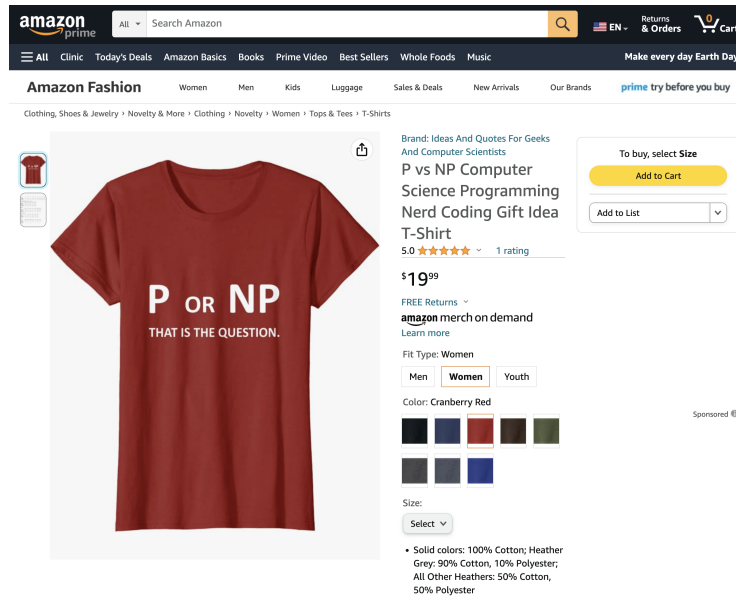 amazon
prime
All
Search Amazon
EN
Returns
& Orders
0
Cart
All
Clinic
Today's Deals
Amazon Basics
Books
Prime Video
Best Sellers
Whole Foods
Music
Make every day Earth Day
Amazon Fashion
Women
Men
Kids
Luggage
Sales & Deals
New Arrivals
Our Brands
prime try before you buy
Clothing, Shoes & Jewelry › Novelty & More › Clothing › Novelty › Women › Tops & Tees › T-Shirts
P OR NP
THAT IS THE QUESTION.
Brand: Ideas And Quotes For Geeks
And Computer Scientists
P vs NP Computer
Science Programming
Nerd Coding Gift Idea
T-Shirt
5.0
1 rating
$19.99
FREE Returns
amazon merch on demand
Learn more
Fit Type: Women
Men
Women
Youth
Color: Cranberry Red
Size:
Select
• Solid colors: 100% Cotton; Heather
Grey: 90% Cotton, 10% Polyester;
All Other Heathers: 50% Cotton,
50% Polyester
To buy, select Size
Add to Cart
Add to List
Sponsored